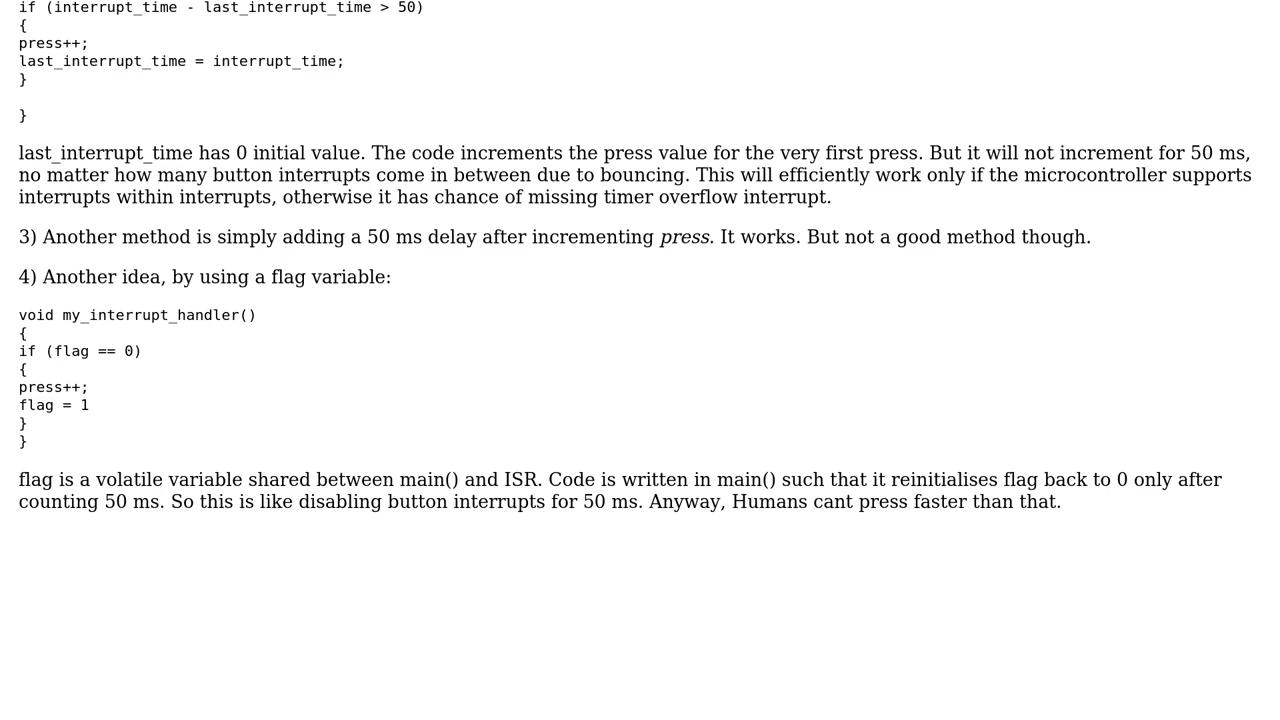 if (interrupt_time - last_interrupt_time > 50)
{
press++;
last_interrupt_time = interrupt_time;
}
}
last_interrupt_time has 0 initial value. The code increments the press value for the very first press. But it will not increment for 50 ms,
no matter how many button interrupts come in between due to bouncing. This will efficiently work only if the microcontroller supports
interrupts within interrupts, otherwise it has chance of missing timer overflow interrupt.
3) Another method is simply adding a 50 ms delay after incrementing press. It works. But not a good method though.
4) Another idea, by using a flag variable:
void my_interrupt_handler()
{
if (flag == 0)
{
press++;
flag = 1
}
}
flag is a volatile variable shared between main() and ISR. Code is written in main() such that it reinitialises flag back to 0 only after
counting 50 ms. So this is like disabling button interrupts for 50 ms. Anyway, Humans cant press faster than that.